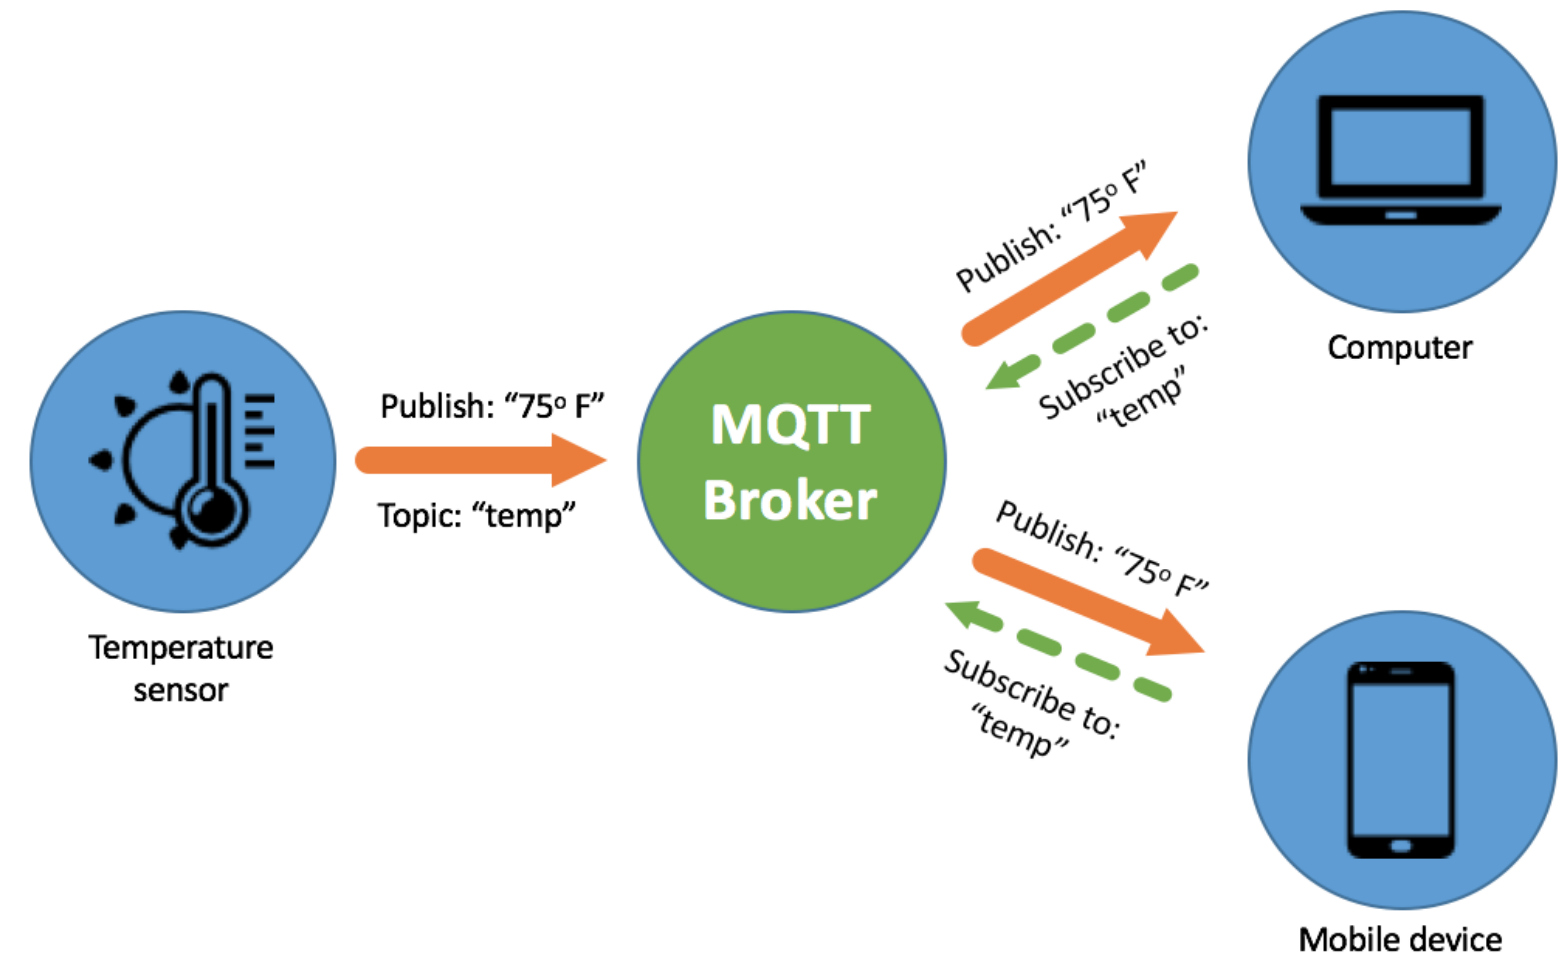 Publish: “75º F”
Topic: “temp”
Temperature
sensor
MQTT
Broker
Publish: “75º F”
Subscribe to:
“temp”
Computer
Publish: “75º F”
Subscribe to:
“temp”
Mobile device